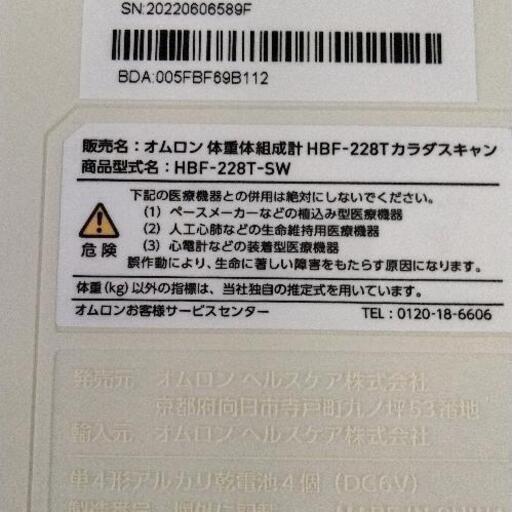 SN:20220606589F
BDA:005FBF69B112
販売名：オムロン 体重体組成計 HBF-228Tカラダスキャン
商品型式名：HBF-228T-SW
下記の医療機器との併用は絶対にしないでください。
(1) ペースメーカーなどの植込み型医療機器
(2) 人工心肺などの生命維持用医療機器
(3) 心電計などの装着型医療機器
危険
誤作動により、生命に著しい障害をもたらす原因になります。
体重(kg)以外の指標は、当社独自の推定式を用いています。
オムロンお客様サービスセンター TEL：0120-18-6606
発売元 オムロン ヘルスケア株式会社
京都府向日市寺戸町九ノ坪53番地
輸入元 オムロン ヘルスケア株式会社
単4形アルカリ乾電池4個（DC6V）
製造番号